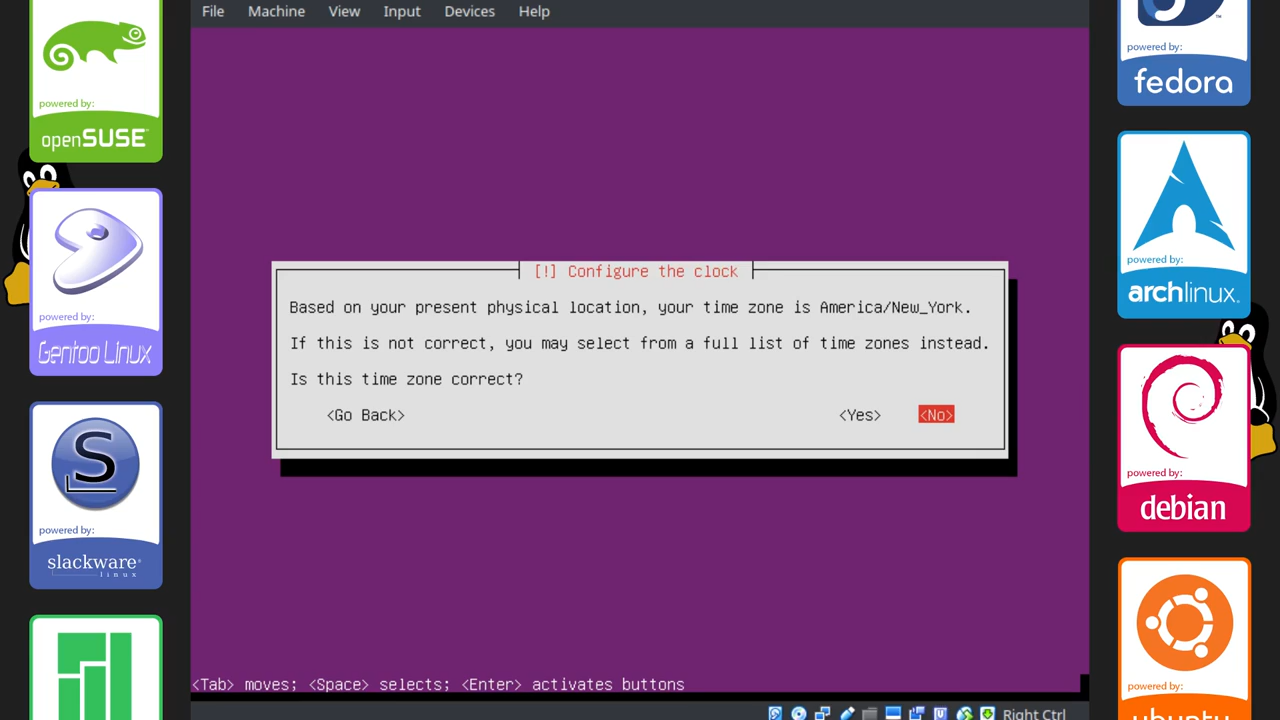 File Machine View Input Devices Help
powered by:
openSUSE
powered by:
Gentoo Linux
S
powered by:
slackware
linux
[!] Configure the clock
Based on your present physical location, your time zone is America/New_York.
If this is not correct, you may select from a full list of time zones instead.
Is this time zone correct?
<Go Back> <Yes> <No>
<Tab> moves; <Space> selects; <Enter> activates buttons
Right Ctrl
powered by:
fedora
powered by:
archlinux
powered by:
debian
powered by:
ubuntu